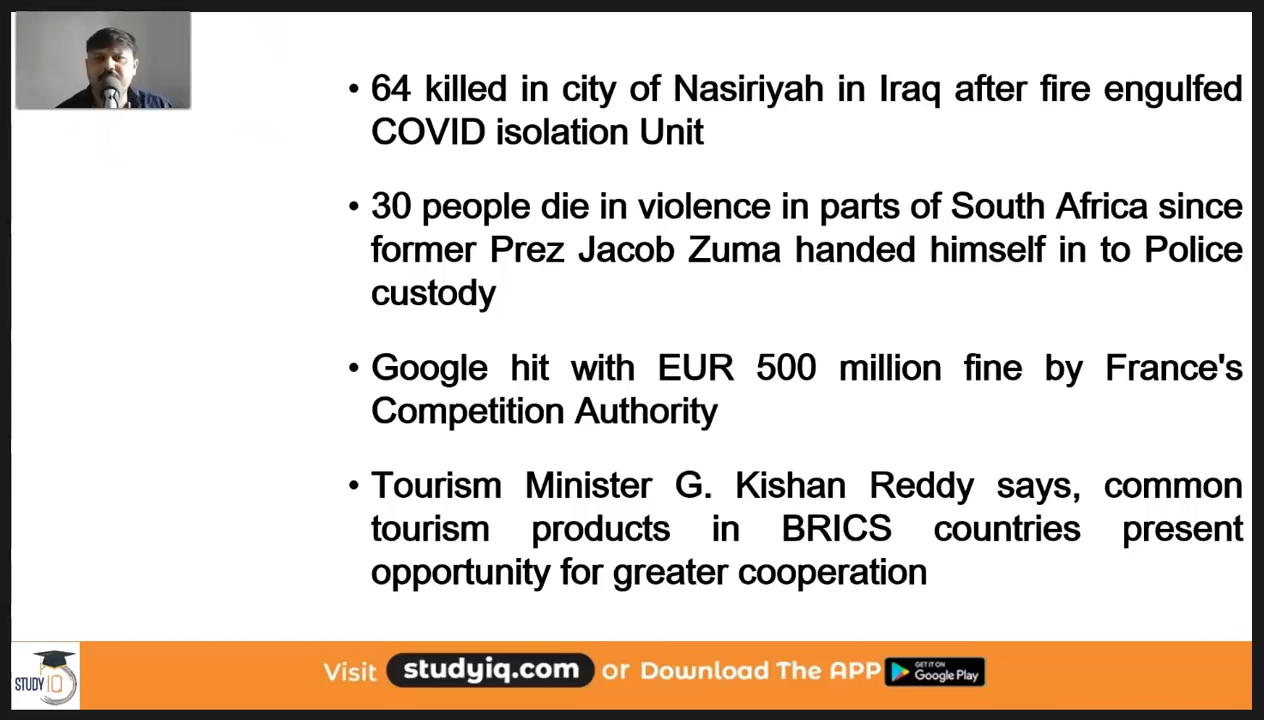 • 64 killed in city of Nasiriyah in Iraq after fire engulfed
COVID isolation Unit
• 30 people die in violence in parts of South Africa since
former Prez Jacob Zuma handed himself in to Police
custody
• Google hit with EUR 500 million fine by France's
Competition Authority
• Tourism Minister G. Kishan Reddy says, common
tourism products in BRICS countries present
opportunity for greater cooperation
STUDY IQ
Visit studyiq.com or Download The APP
GET IT ON
Google Play